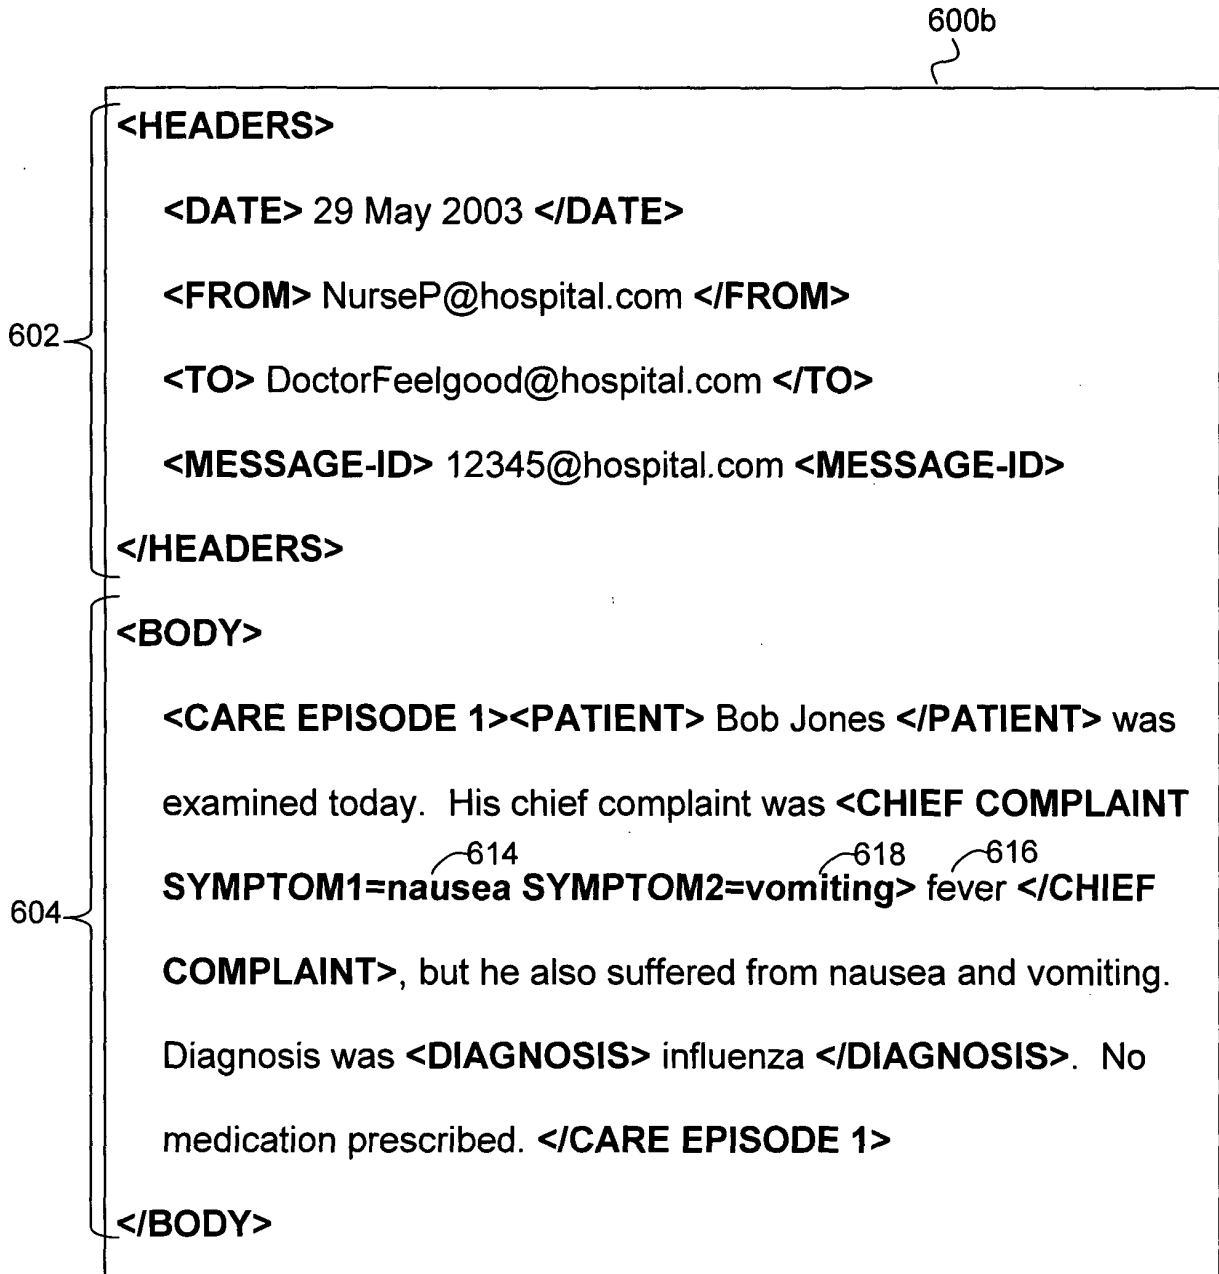 600b
<HEADERS>
<DATE> 29 May 2003 </DATE>
<FROM> NurseP@hospital.com </FROM>
602
<TO> DoctorFeelgood@hospital.com </TO>
<MESSAGE-ID> 12345@hospital.com <MESSAGE-ID>
</HEADERS>
<BODY>
<CARE EPISODE 1><PATIENT> Bob Jones </PATIENT> was
examined today. His chief complaint was <CHIEF COMPLAINT
614 618 616
SYMPTOM1=nausea SYMPTOM2=vomiting> fever </CHIEF
604
COMPLAINT>, but he also suffered from nausea and vomiting.
Diagnosis was <DIAGNOSIS> influenza </DIAGNOSIS>. No
medication prescribed. </CARE EPISODE 1>
</BODY>